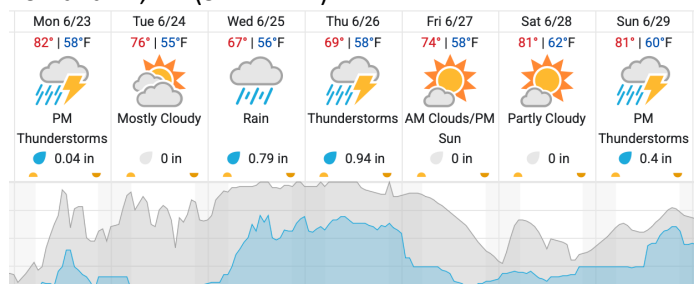 Mon 6/23 Tue 6/24 Wed 6/25 Thu 6/26 Fri 6/27 Sat 6/28 Sun 6/29
82° | 58°F 76° | 55°F 67° | 56°F 69° | 58°F 74° | 58°F 81° | 62°F 81° | 60°F
PM Mostly Cloudy Rain Thunderstorms AM Clouds/PM Partly Cloudy PM
Thunderstorms Sun Thunderstorms
0.04 in 0 in 0.79 in 0.94 in 0 in 0 in 0.4 in